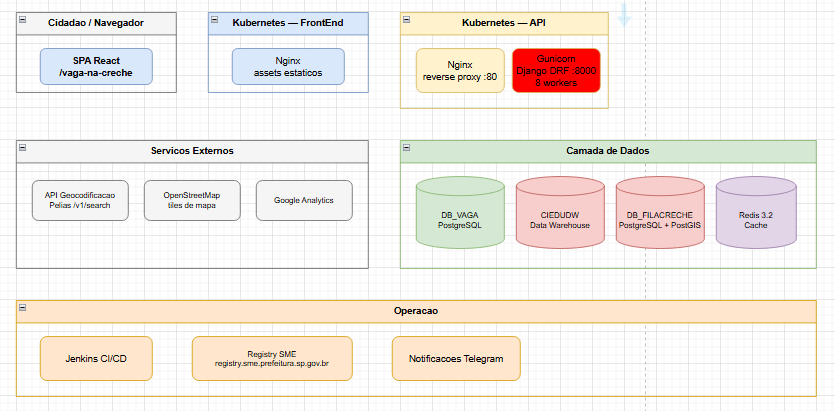 Cidadao / Navegador
SPA React
/vaga-na-creche
Kubernetes — FrontEnd
Nginx
assets estaticos
Kubernetes — API
Nginx
reverse proxy :80
Gunicorn
Django DRF :8000
8 workers
Servicos Externos
API Geocodificacao
Pelias /v1/search
OpenStreetMap
tiles de mapa
Google Analytics
Camada de Dados
DB_VAGA
PostgreSQL
CIEDUDW
Data Warehouse
DB_FILACRECHE
PostgreSQL + PostGIS
Redis 3.2
Cache
Operacao
Jenkins CI/CD
Registry SME
registry.sme.prefeitura.sp.gov.br
Notificacoes Telegram